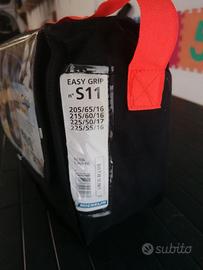 EASY GRIP
n° S11
205/65/16
215/60/16
225/50/17
225/55/16
MICHELIN
subito